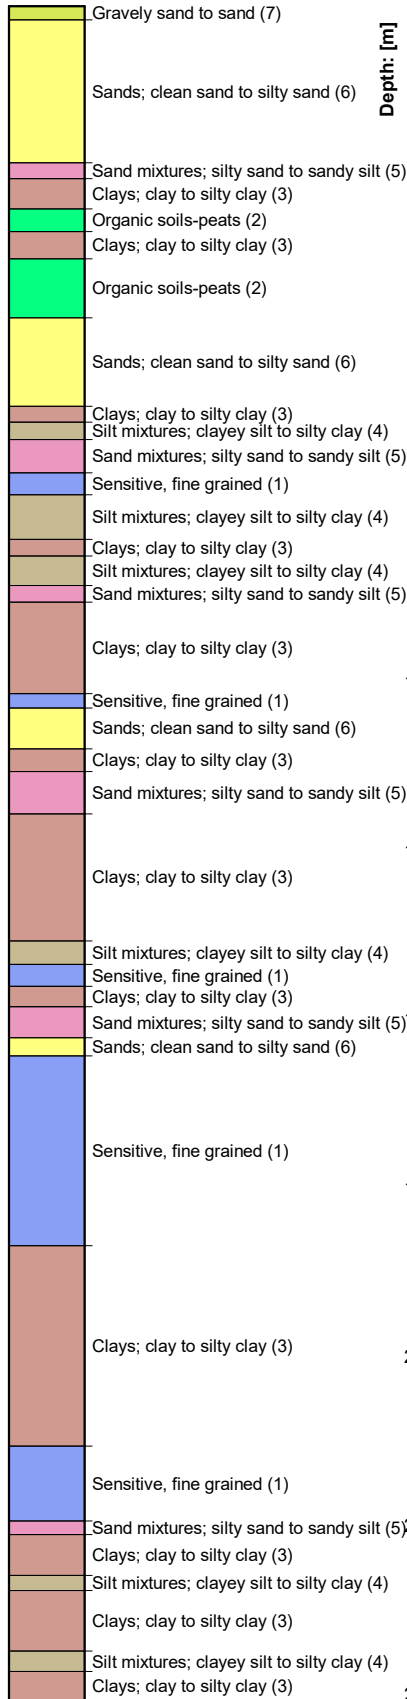 Gravely sand to sand (7)
Depth: [m]
Sands; clean sand to silty sand (6)
Sand mixtures; silty sand to sandy silt (5)
Clays; clay to silty clay (3)
Organic soils-peats (2)
Clays; clay to silty clay (3)
Organic soils-peats (2)
Sands; clean sand to silty sand (6)
Clays; clay to silty clay (3)
Silt mixtures; clayey silt to silty clay (4)
Sand mixtures; silty sand to sandy silt (5)
Sensitive, fine grained (1)
Silt mixtures; clayey silt to silty clay (4)
Clays; clay to silty clay (3)
Silt mixtures; clayey silt to silty clay (4)
Sand mixtures; silty sand to sandy silt (5)
Clays; clay to silty clay (3)
Sensitive, fine grained (1)
Sands; clean sand to silty sand (6)
Clays; clay to silty clay (3)
Sand mixtures; silty sand to sandy silt (5)
Clays; clay to silty clay (3)
Silt mixtures; clayey silt to silty clay (4)
Sensitive, fine grained (1)
Clays; clay to silty clay (3)
Sand mixtures; silty sand to sandy silt (5)
Sands; clean sand to silty sand (6)
Sensitive, fine grained (1)
Clays; clay to silty clay (3)
Sensitive, fine grained (1)
Sand mixtures; silty sand to sandy silt (5)
Clays; clay to silty clay (3)
Silt mixtures; clayey silt to silty clay (4)
Clays; clay to silty clay (3)
Silt mixtures; clayey silt to silty clay (4)
Clays; clay to silty clay (3)